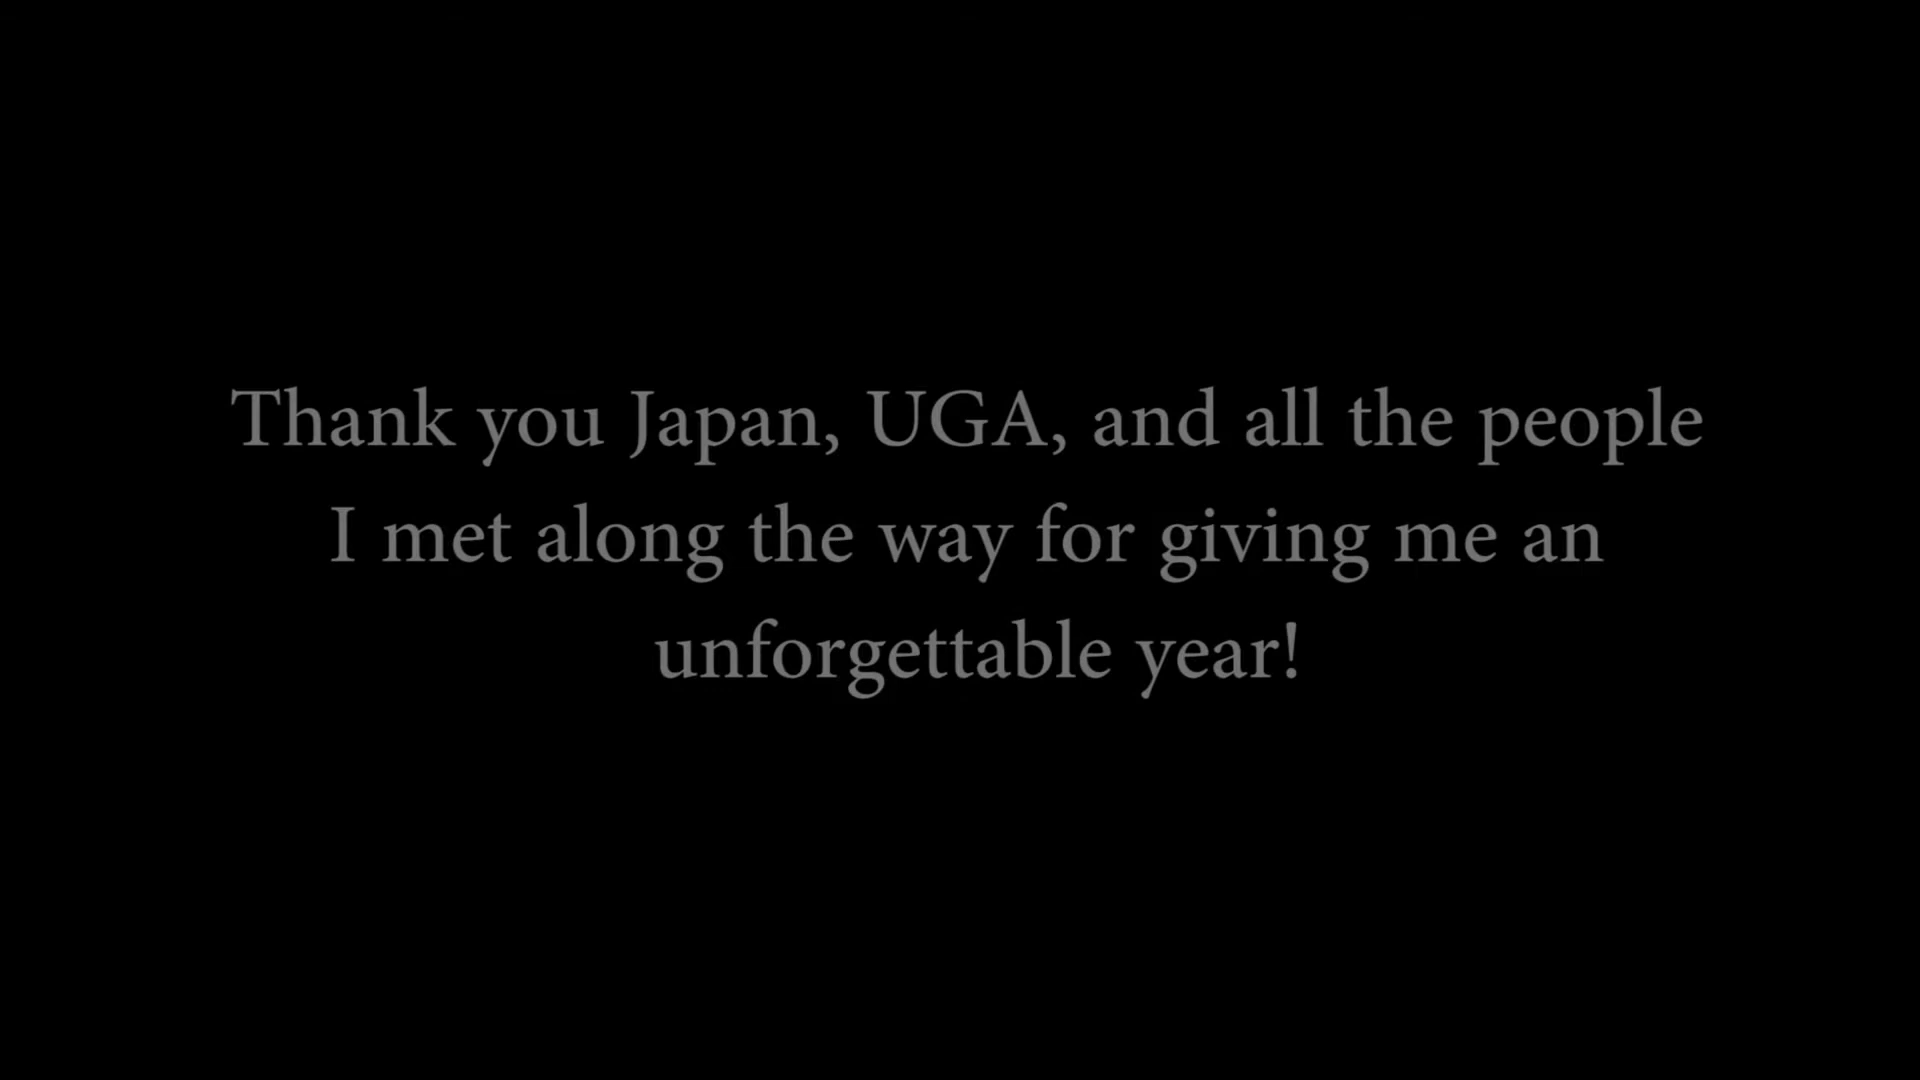 Thank you Japan, UGA, and all the people
I met along the way for giving me an
unforgettable year!